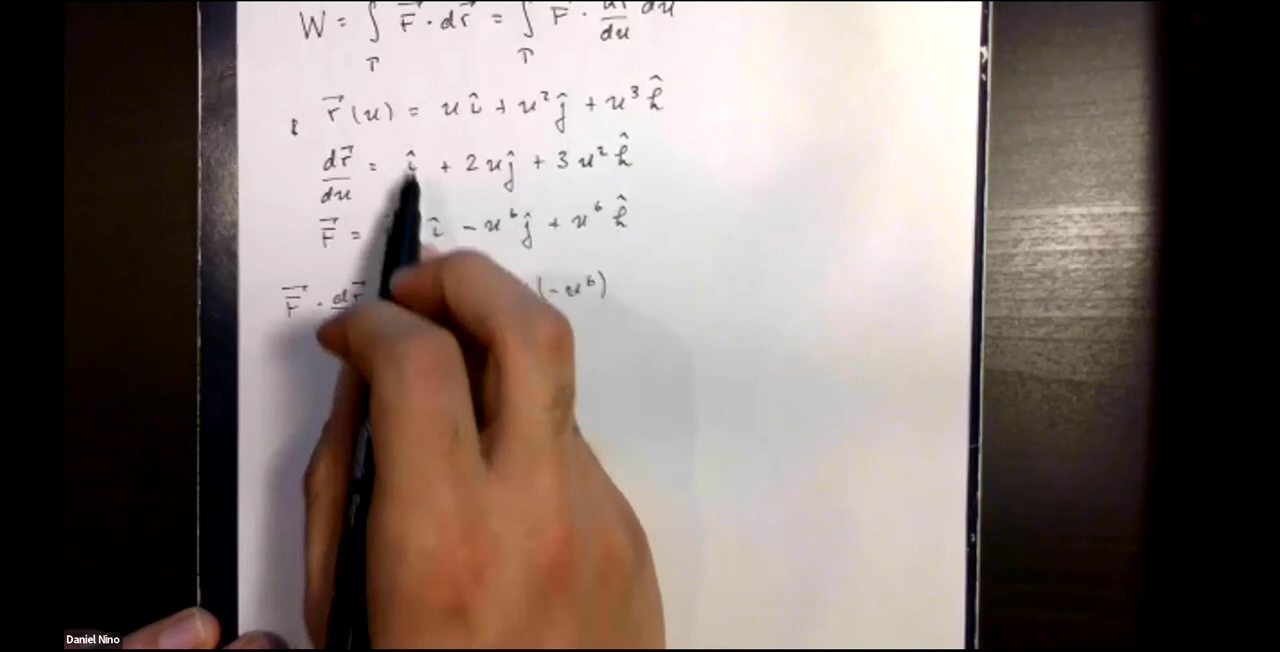 W = ∫ F⃗ · dr⃗ = ∫ F⃗ · dr⃗/du du
r⃗(u) = u î + u² ĵ + u³ k̂
dr⃗/du = î + 2u ĵ + 3u² k̂
F⃗ = î - u⁶ ĵ + u⁶ k̂
F⃗ · dr⃗ (-u⁶)
Daniel Nino